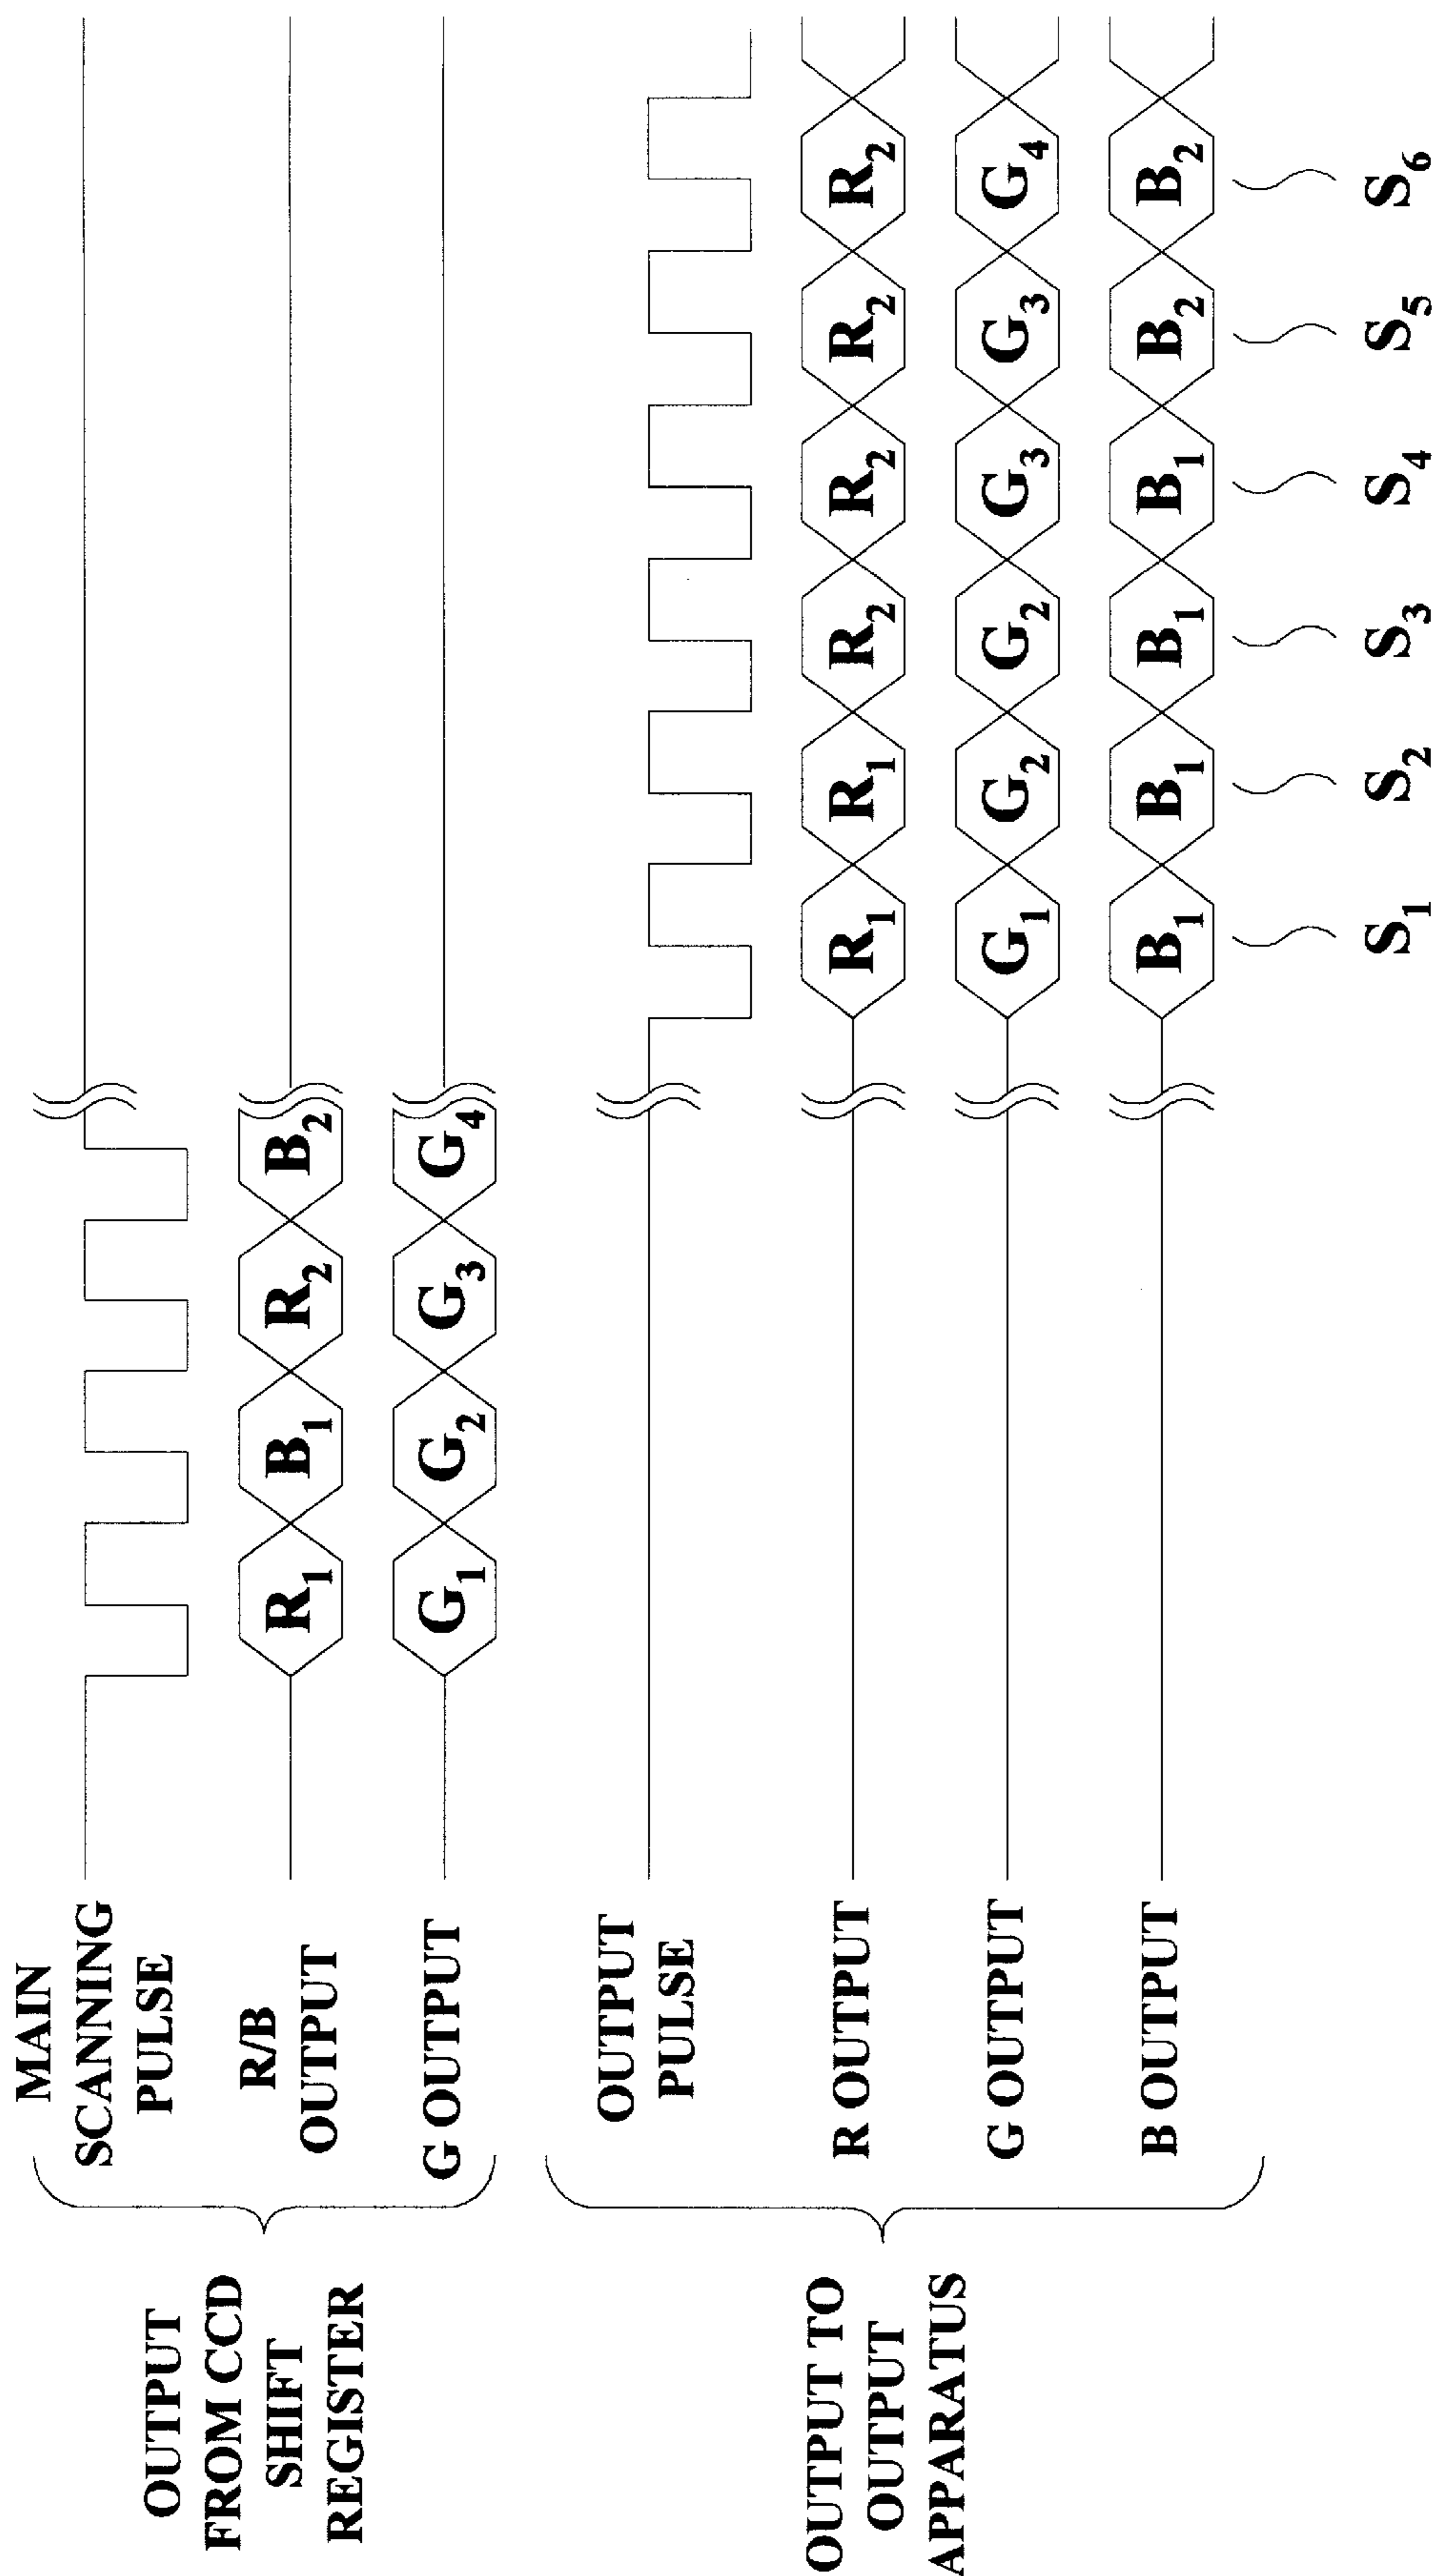 OUTPUT
FROM CCD
SHIFT
REGISTER
MAIN
SCANNING
PULSE
R/B
OUTPUT
R1 B1 R2 B2
G OUTPUT
G1 G2 G3 G4
OUTPUT TO
OUTPUT
APPARATUS
OUTPUT
PULSE
R OUTPUT
R1 R1 R2 R2 R2 R2
G OUTPUT
G1 G2 G2 G3 G3 G4
B OUTPUT
B1 B1 B1 B1 B2 B2
S1 S2 S3 S4 S5 S6